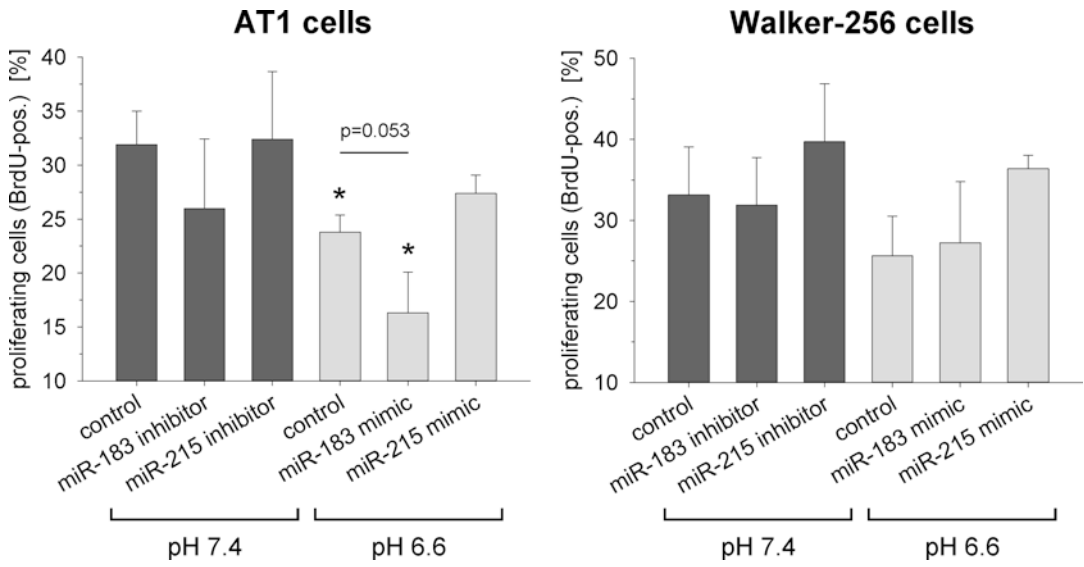 AT1 cells
proliferating cells (BrdU-pos.) [%]
40
35
30
25
20
15
10
p=0.053
*
*
control
miR-183 inhibitor
miR-215 inhibitor
control
miR-183 mimic
miR-215 mimic
pH 7.4
pH 6.6
Walker-256 cells
proliferating cells (BrdU-pos.) [%]
50
40
30
20
10
control
miR-183 inhibitor
miR-215 inhibitor
control
miR-183 mimic
miR-215 mimic
pH 7.4
pH 6.6